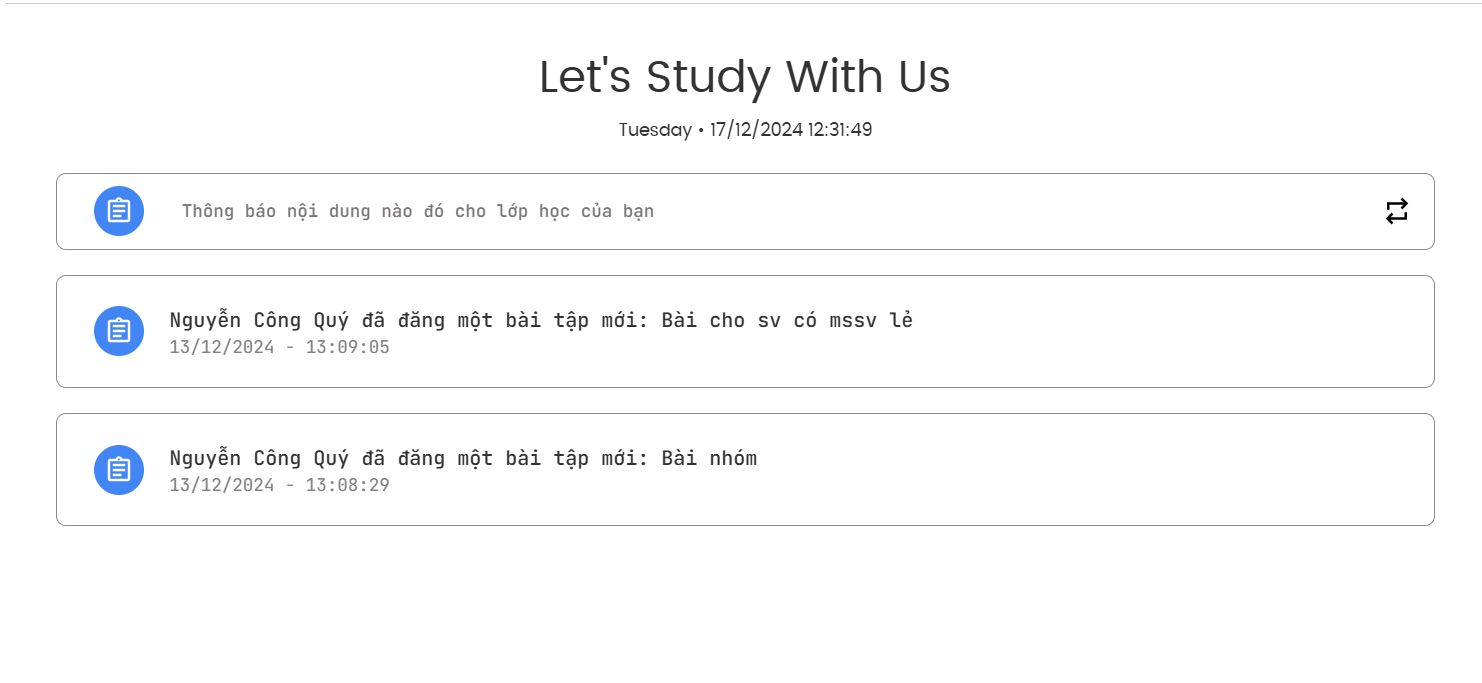 Let's Study With Us
Tuesday • 17/12/2024 12:31:49
Thông báo nội dung nào đó cho lớp học của bạn
Nguyễn Công Quý đã đăng một bài tập mới: Bài cho sv có mssv lẻ
13/12/2024 - 13:09:05
Nguyễn Công Quý đã đăng một bài tập mới: Bài nhóm
13/12/2024 - 13:08:29